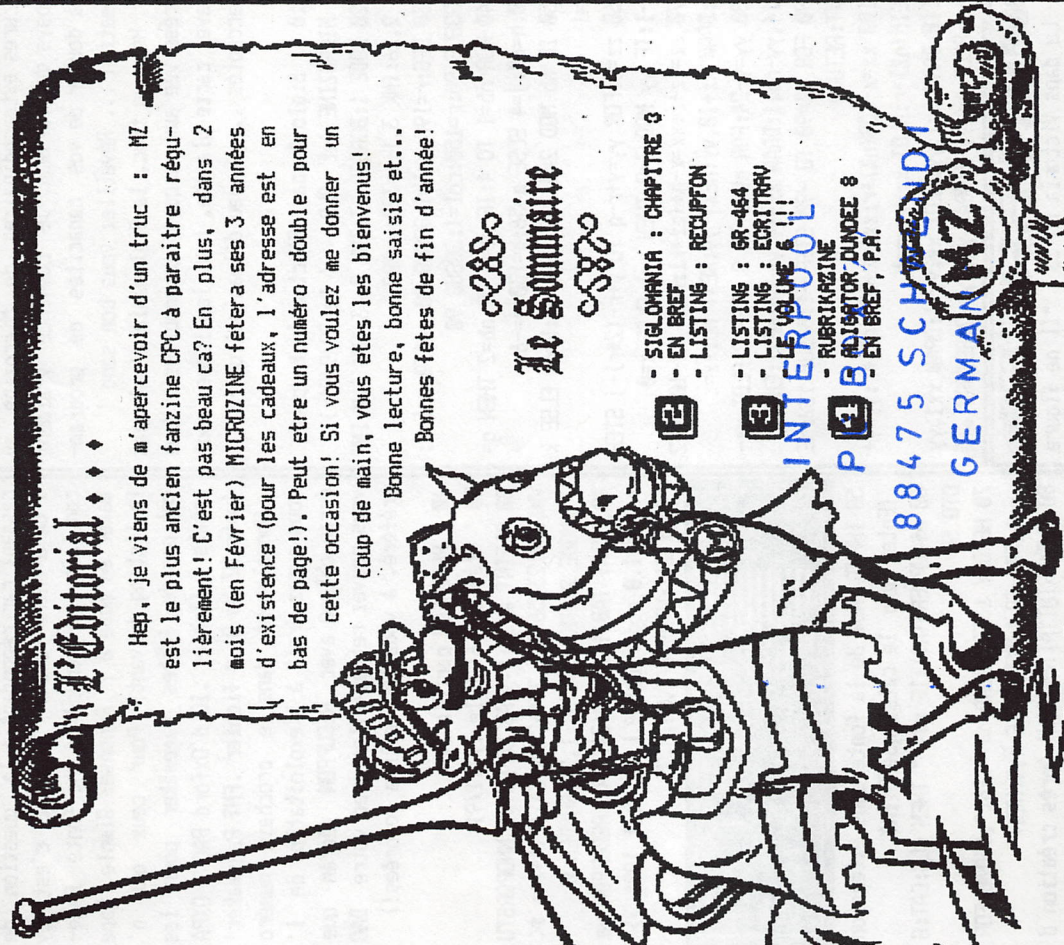 L'Editorial ...
Hep, je viens de m'apercevoir d'un truc : MZ
est le plus ancien fanzine CPC à paraitre régu-
lièrement! C'est pas beau ca? En plus, dans 2
mois (en Février) MICROZINE fetera ses 3 années
d'existence (pour les cadeaux, l'adresse est en
bas de page!). Peut etre un numéro double pour
cette occasion! Si vous voulez me donner un
coup de main, vous etes les bienvenus!
Bonne lecture, bonne saisie et...
Bonnes fetes de fin d'année!
Le Sommaire
2 - SIGLOMANIA : CHAPITRE Q
- EN BREF
- LISTING : RECUPFON
3 - LISTING : GR-464
- LISTING : ECRITRAV
- LE VOLUME 6 !!!
- RUBRIKAZINE
4 - ALIGATOR DUNDEE 8
- EN BREF, P.A.
INTERPOOL
P.BOX
88475 SCHWENDI
GERMANY
MZ